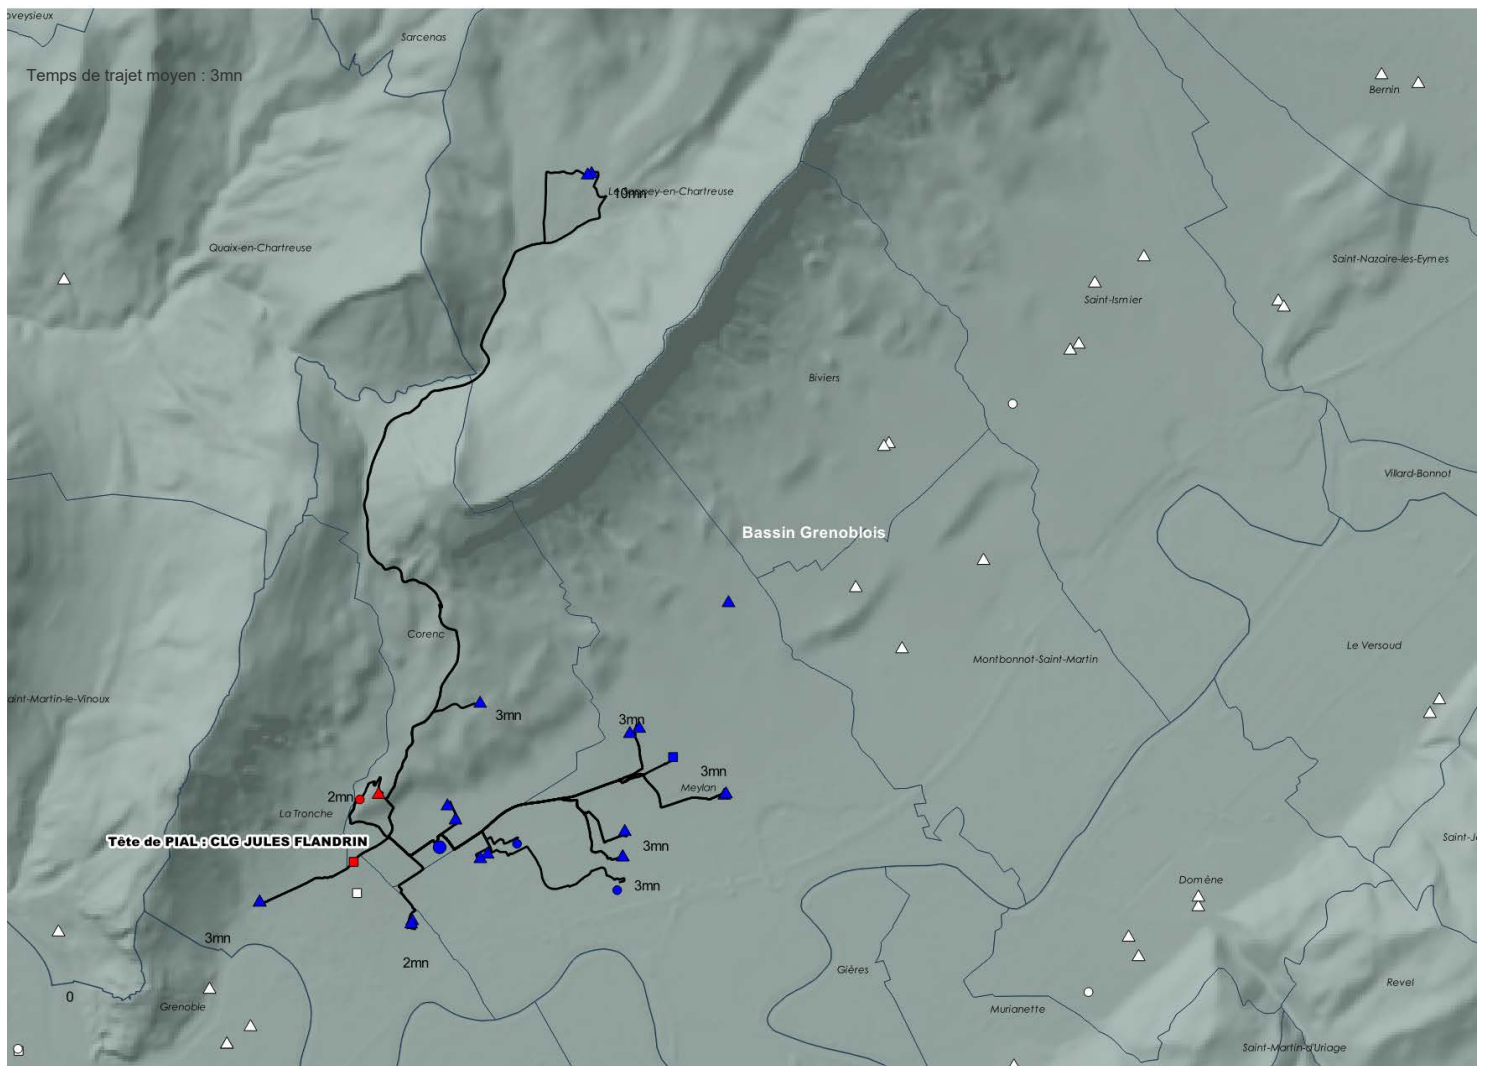 Sarcenas
Temps de trajet moyen : 3mn
Bernin
10mn
Quaix-en-Chartreuse
Saint-Nazaire-les-Eymes
Saint-Ismier
Biviers
Villard-Bonnot
Bassin Grenoblois
Corenc
Le Versoud
Montbonnot-Saint-Martin
aint-Martin-le-Vinoux
3mn
3mn
3mn
Meylan
2mn
La Tronche
Tête de PIAL : CLG JULES FLANDRIN
3mn
3mn
Domène
3mn
2mn
Gières
Revel
0
Grenoble
Murianette
Saint-Martin-d'Uriage